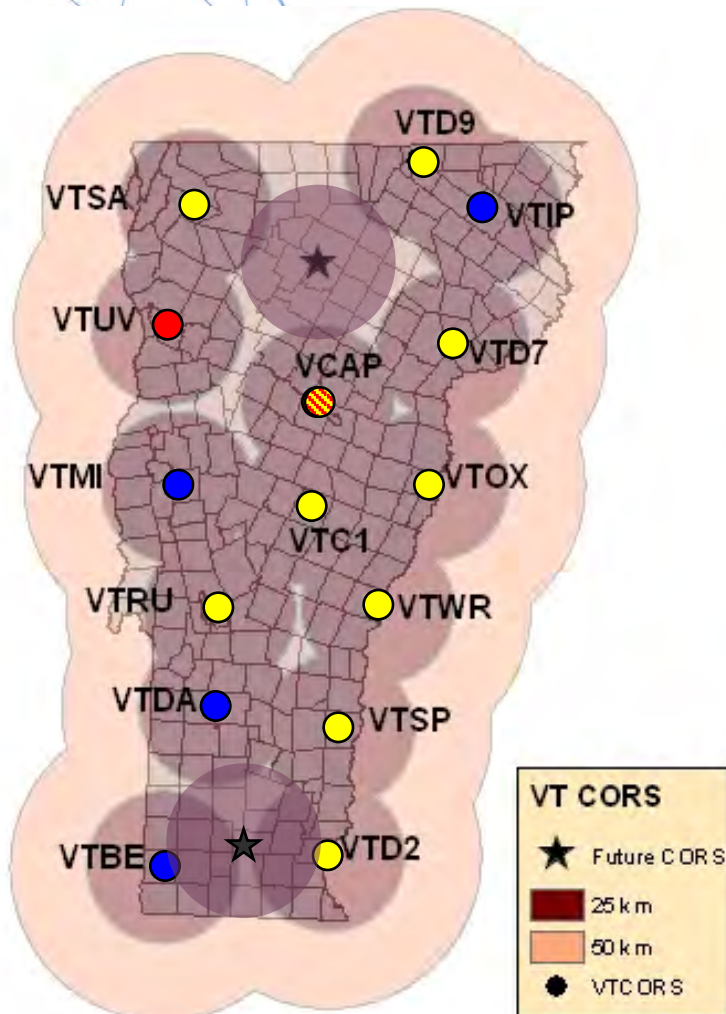 VTD9
VTSA
VTIP
VTUV
VTD7
VCAP
VTMI
VTOX
VTC1
VTRU
VTWR
VTDA
VTSP
VTBE
VTD2
VT CORS
Future CORS
25 km
50 km
VTCORS